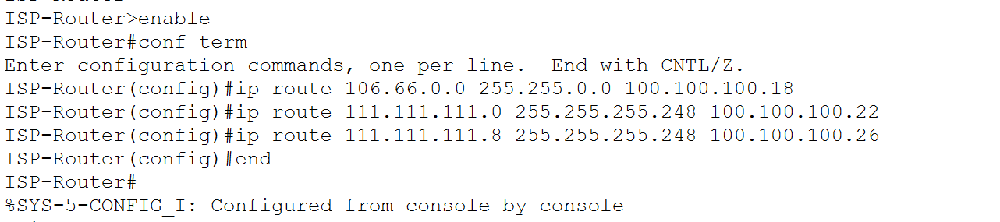 ISP-Router>enable
ISP-Router#conf term
Enter configuration commands, one per line.  End with CNTL/Z.
ISP-Router(config)#ip route 106.66.0.0 255.255.0.0 100.100.100.18
ISP-Router(config)#ip route 111.111.111.0 255.255.255.248 100.100.100.22
ISP-Router(config)#ip route 111.111.111.8 255.255.255.248 100.100.100.26
ISP-Router(config)#end
ISP-Router#
%SYS-5-CONFIG_I: Configured from console by console